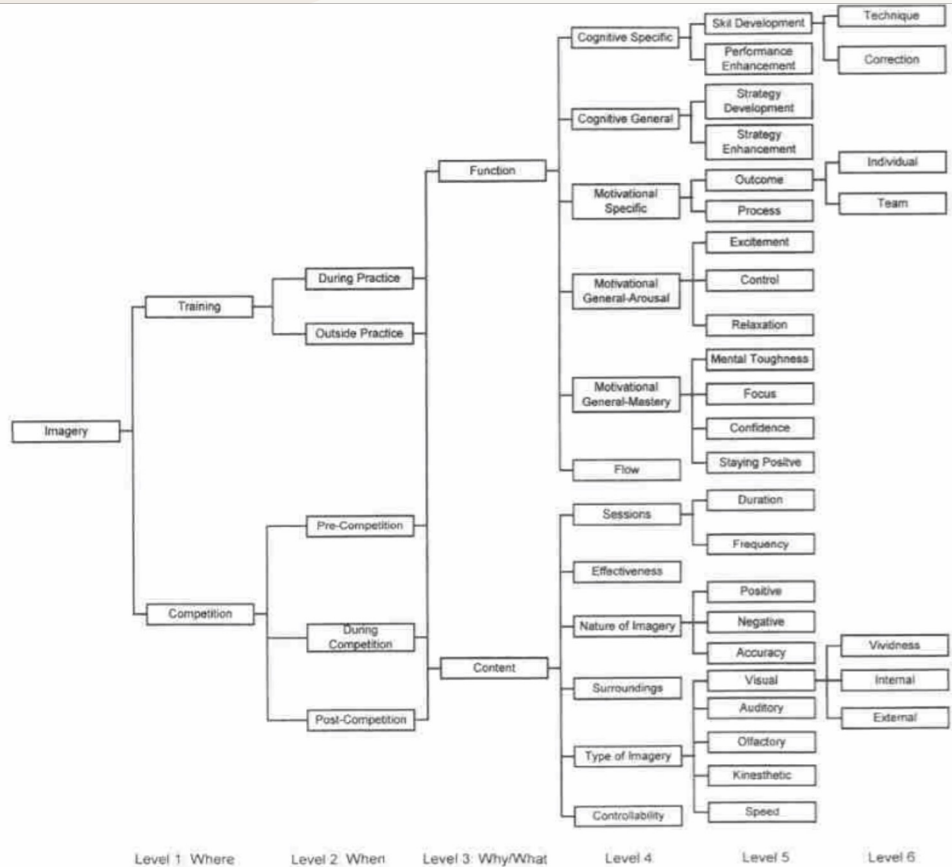 Imagery
Training
Competition
During Practice
Outside Practice
Pre-Competition
During
Competition
Post-Competition
Function
Content
Cognitive Specific
Cognitive General
Motivational
Specific
Motivational
General-Arousal
Motivational
General-Mastery
Flow
Sessions
Effectiveness
Nature of Imagery
Surroundings
Type of Imagery
Controllability
Skil Development
Performance
Enhancement
Strategy
Development
Strategy
Enhancement
Outcome
Process
Excitement
Control
Relaxation
Mental Toughness
Focus
Confidence
Staying Positve
Duration
Frequency
Positive
Negative
Accuracy
Visual
Auditory
Olfactory
Kinesthetic
Speed
Technique
Correction
Individual
Team
Vividness
Internal
External
Level 1: Where
Level 2: When
Level 3: Why/What
Level 4
Level 5
Level 6